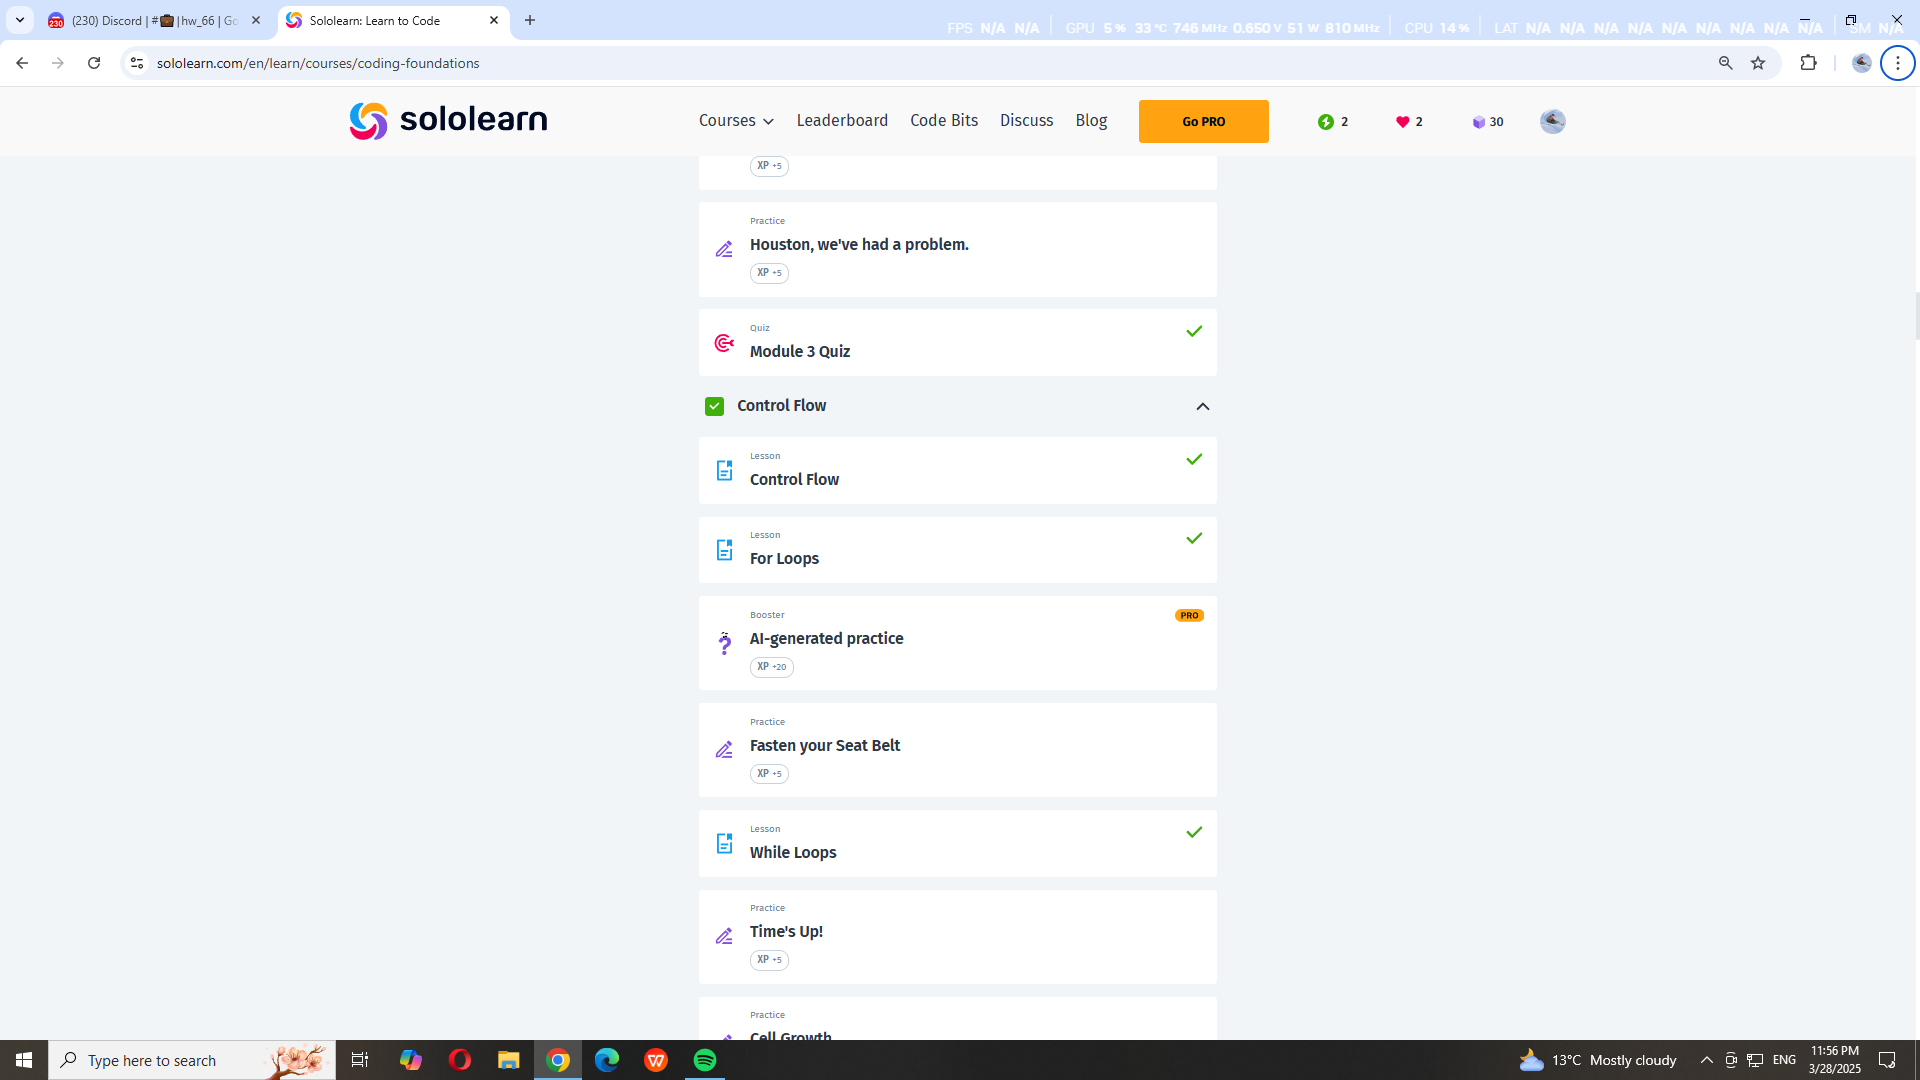 (230) Discord | #💼|hw_66 | Go
Sololearn: Learn to Code
FPS N/A N/A GPU 5 % 33 °C 746 MHz 0.650 V 51 W 810 MHz CPU 14 % LAT N/A N/A N/A N/A N/A N/A N/A N/A N/A SM N/A
sololearn.com/en/learn/courses/coding-foundations
sololearn
Courses Leaderboard Code Bits Discuss Blog Go PRO 2 2 30
XP +5
Practice
Houston, we've had a problem.
XP +5
Quiz
Module 3 Quiz
Control Flow
Lesson
Control Flow
Lesson
For Loops
Booster
PRO
AI-generated practice
XP +20
Practice
Fasten your Seat Belt
XP +5
Lesson
While Loops
Practice
Time's Up!
XP +5
Practice
Cell Growth
Type here to search
13°C Mostly cloudy
ENG
11:56 PM
3/28/2025